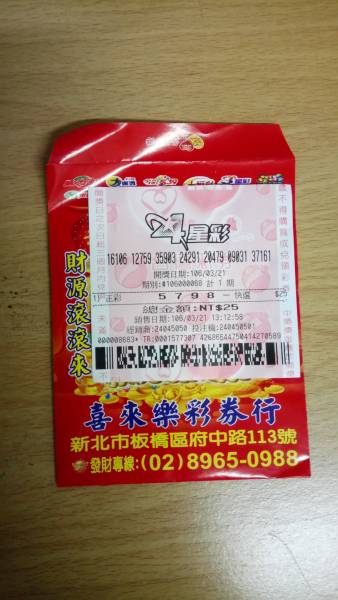 4星彩
16106 12759 35903 24291 20479 09031 37161
開獎日期:106/03/21
期別:#106000068 計 1 期
正彩 5 7 9 8 - 快選 $25
總金額:NT$25
銷售日期:106/03/21 13:12:58
經銷商:24045050 投注機:240450501
財源滾滾來
喜來樂彩券行
新北市板橋區府中路113號
發財專線:(02)8965-0988